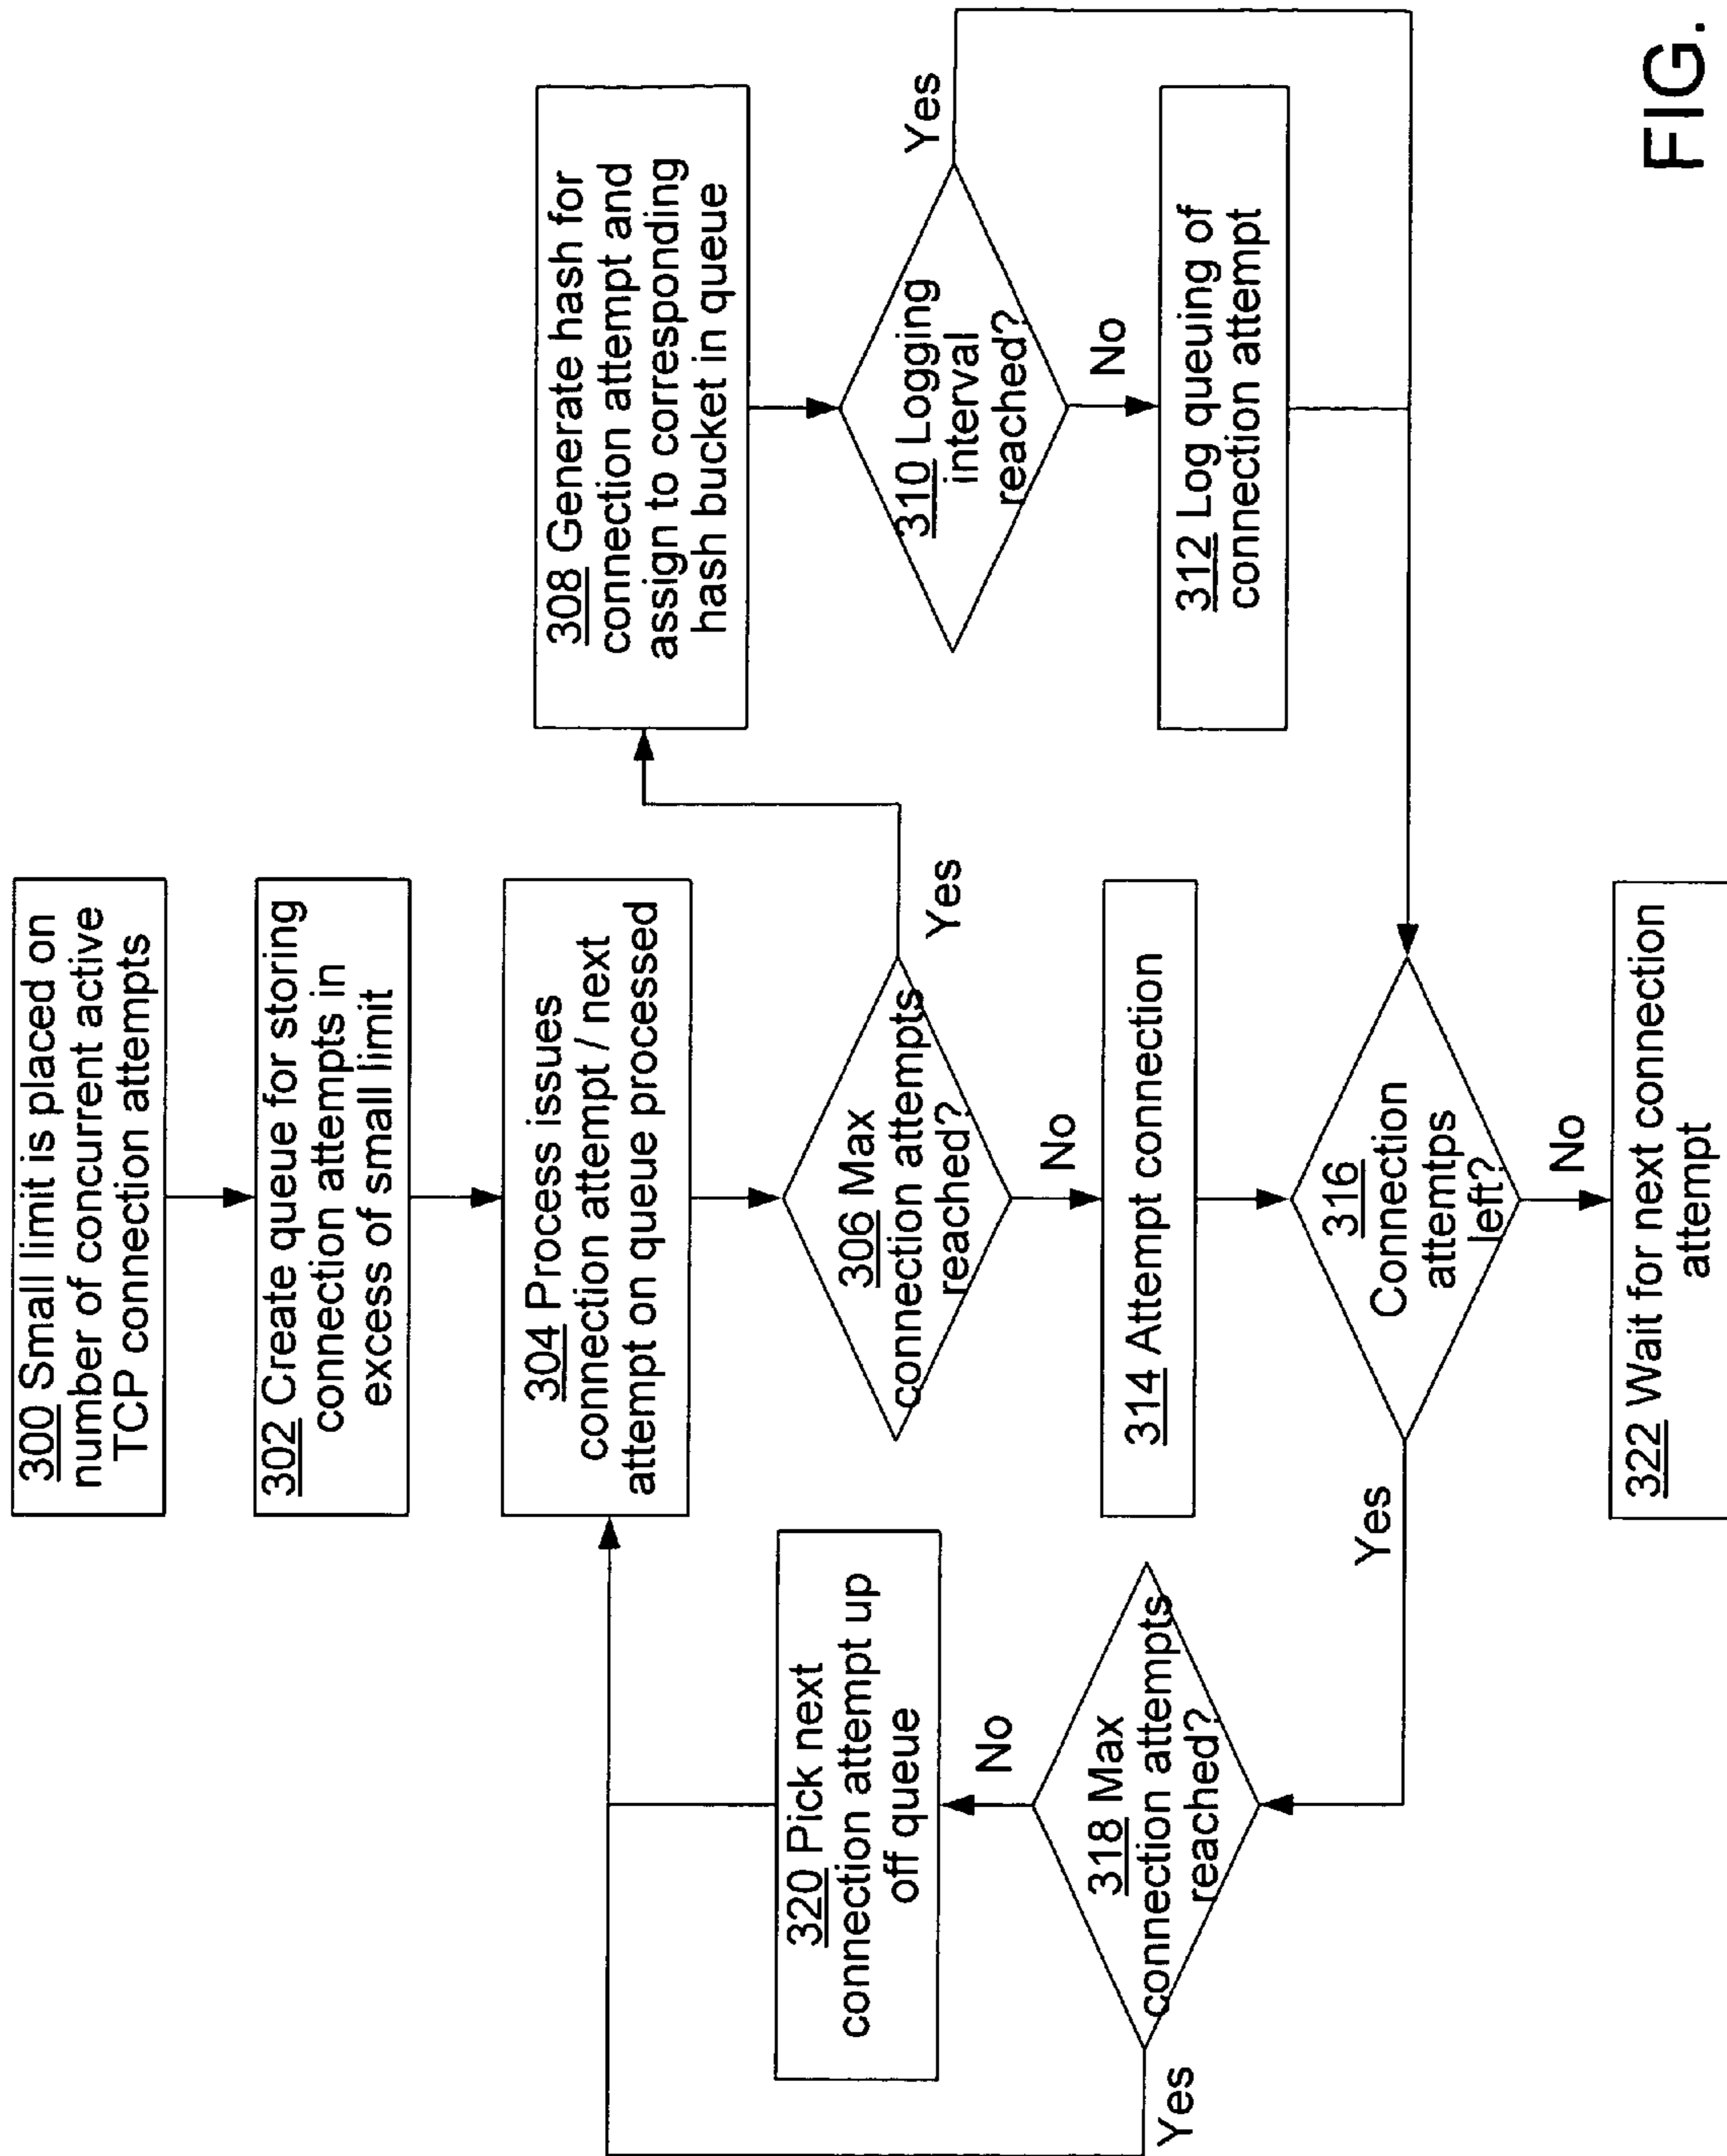 300 Small limit is placed on
number of concurrent active
TCP connection attempts
302 Create queue for storing
connection attempts in
excess of small limit
304 Process issues
connection attempt / next
attempt on queue processed
306 Max
connection attempts
reached?
Yes
No
308 Generate hash for
connection attempt and
assign to corresponding
hash bucket in queue
310 Logging
interval
reached?
Yes
No
312 Log queuing of
connection attempt
314 Attempt connection
316
Connection
attemtps
left?
Yes
No
318 Max
connection attempts
reached?
Yes
No
320 Pick next
connection attempt up
off queue
322 Wait for next connection
attempt
FIG.